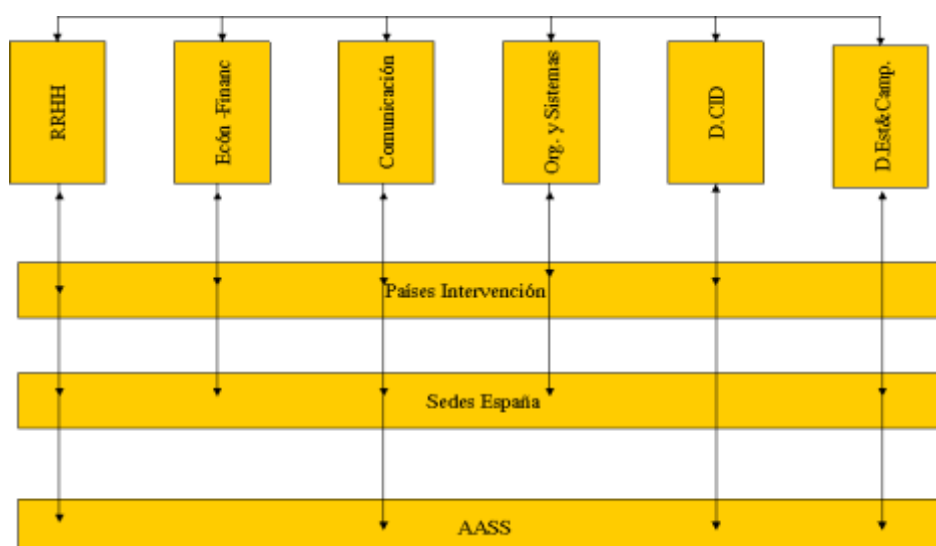 RRHH
Ecón -Financ
Comunicación
Org. y Sistemas
D.CID
D.Est&Camp.
Países Intervención
Sedes España
AASS